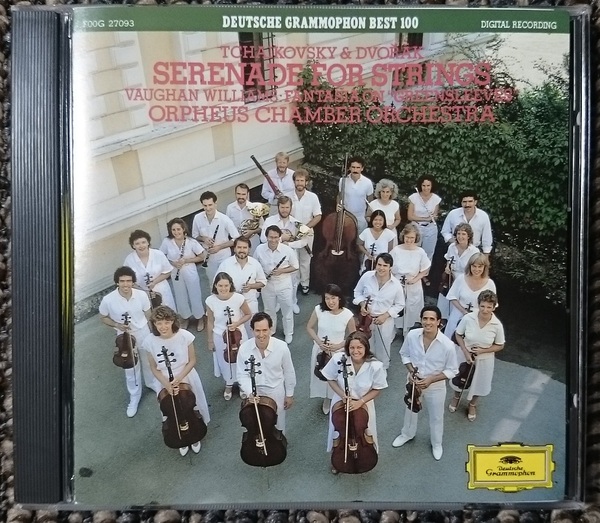 F00G 27093
DEUTSCHE GRAMMOPHON BEST 100
DIGITAL RECORDING
TCHAIKOVSKY & DVOŘÁK
SERENADE FOR STRINGS
VAUGHAN WILLIAMS: FANTASIA ON "GREENSLEEVES"
ORPHEUS CHAMBER ORCHESTRA
Deutsche
Grammophon